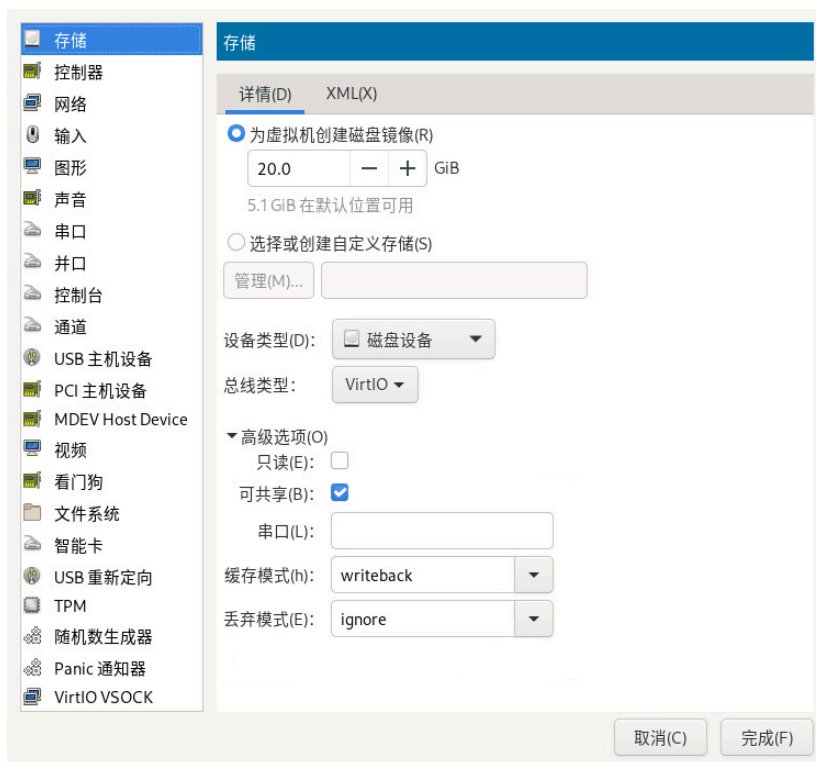 存储
控制器
网络
输入
图形
声音
串口
并口
控制台
通道
USB 主机设备
PCI 主机设备
MDEV Host Device
视频
看门狗
文件系统
智能卡
USB 重新定向
TPM
随机数生成器
Panic 通知器
VirtIO VSOCK
存储
详情(D) XML(X)
为虚拟机创建磁盘镜像(R)
20.0 － ＋ GiB
5.1 GiB 在默认位置可用
选择或创建自定义存储(S)
管理(M)...
设备类型(D)： 磁盘设备
总线类型： VirtIO
高级选项(O)
只读(E)：
可共享(B)：
串口(L)：
缓存模式(h)： writeback
丢弃模式(E)： ignore
取消(C) 完成(F)